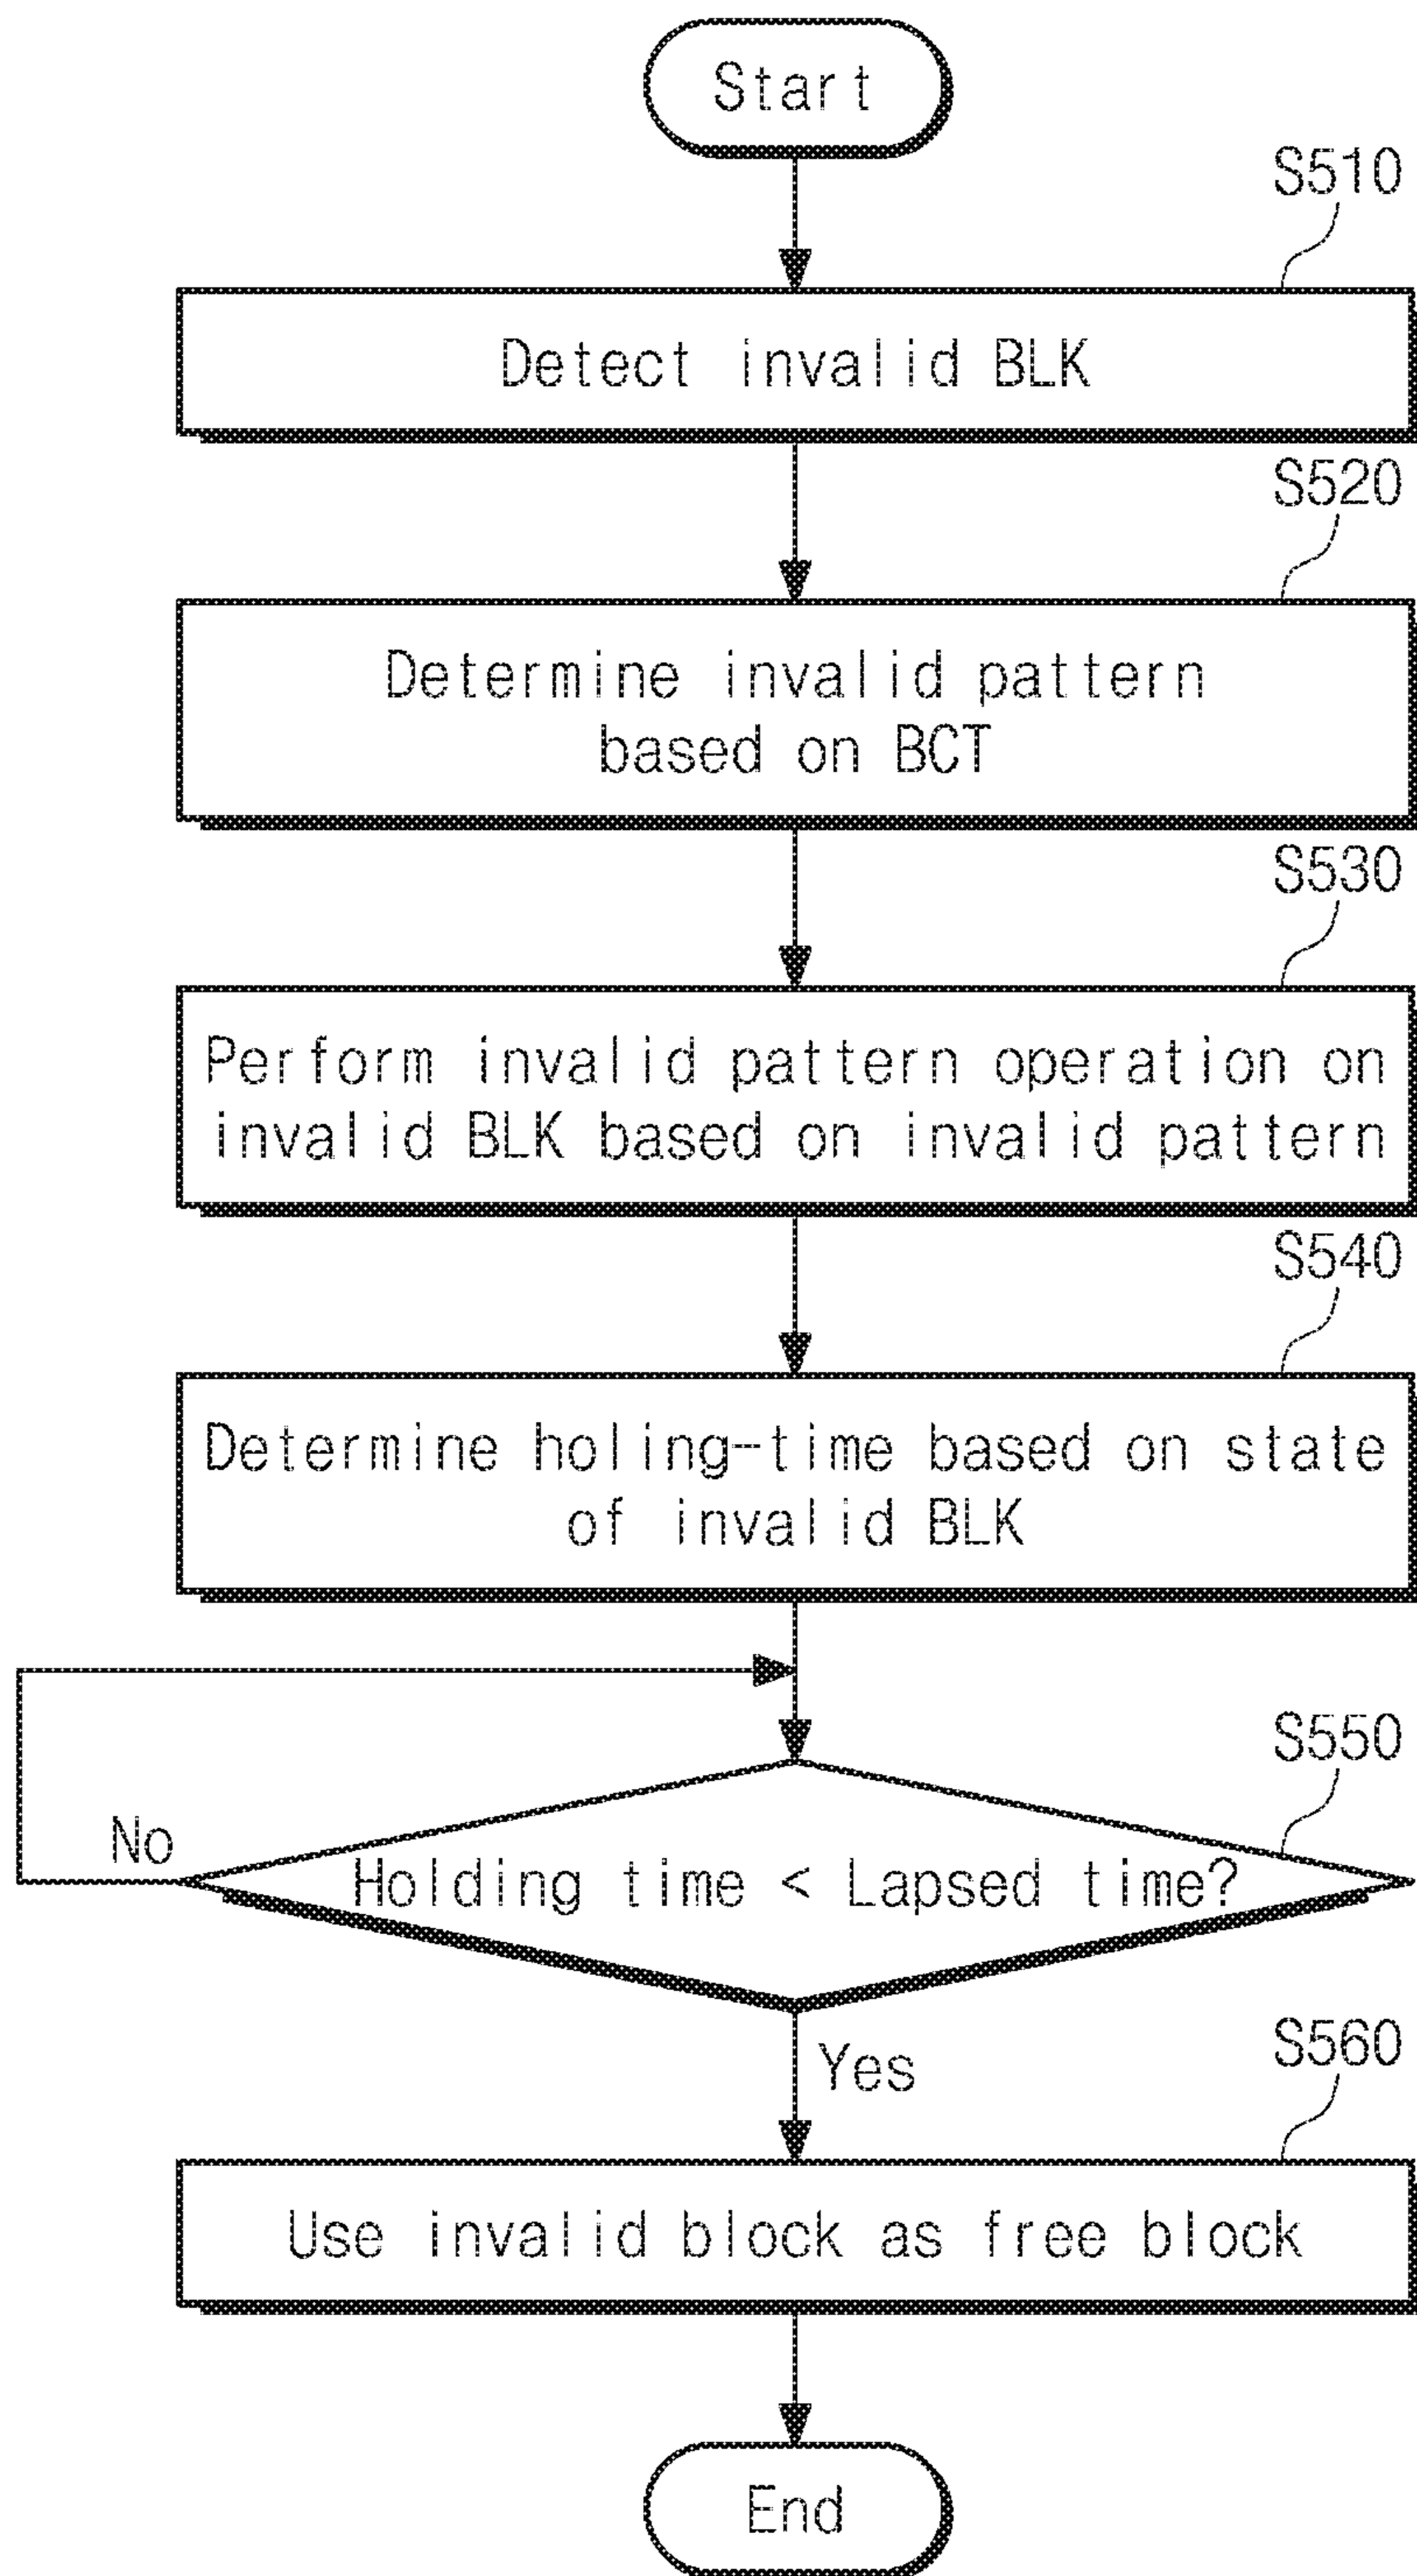 Start
S510
Detect invalid BLK
S520
Determine invalid pattern
based on BCT
S530
Perform invalid pattern operation on
invalid BLK based on invalid pattern
S540
Determine holing-time based on state
of invalid BLK
S550
No
Holding time < Lapsed time?
Yes
S560
Use invalid block as free block
End